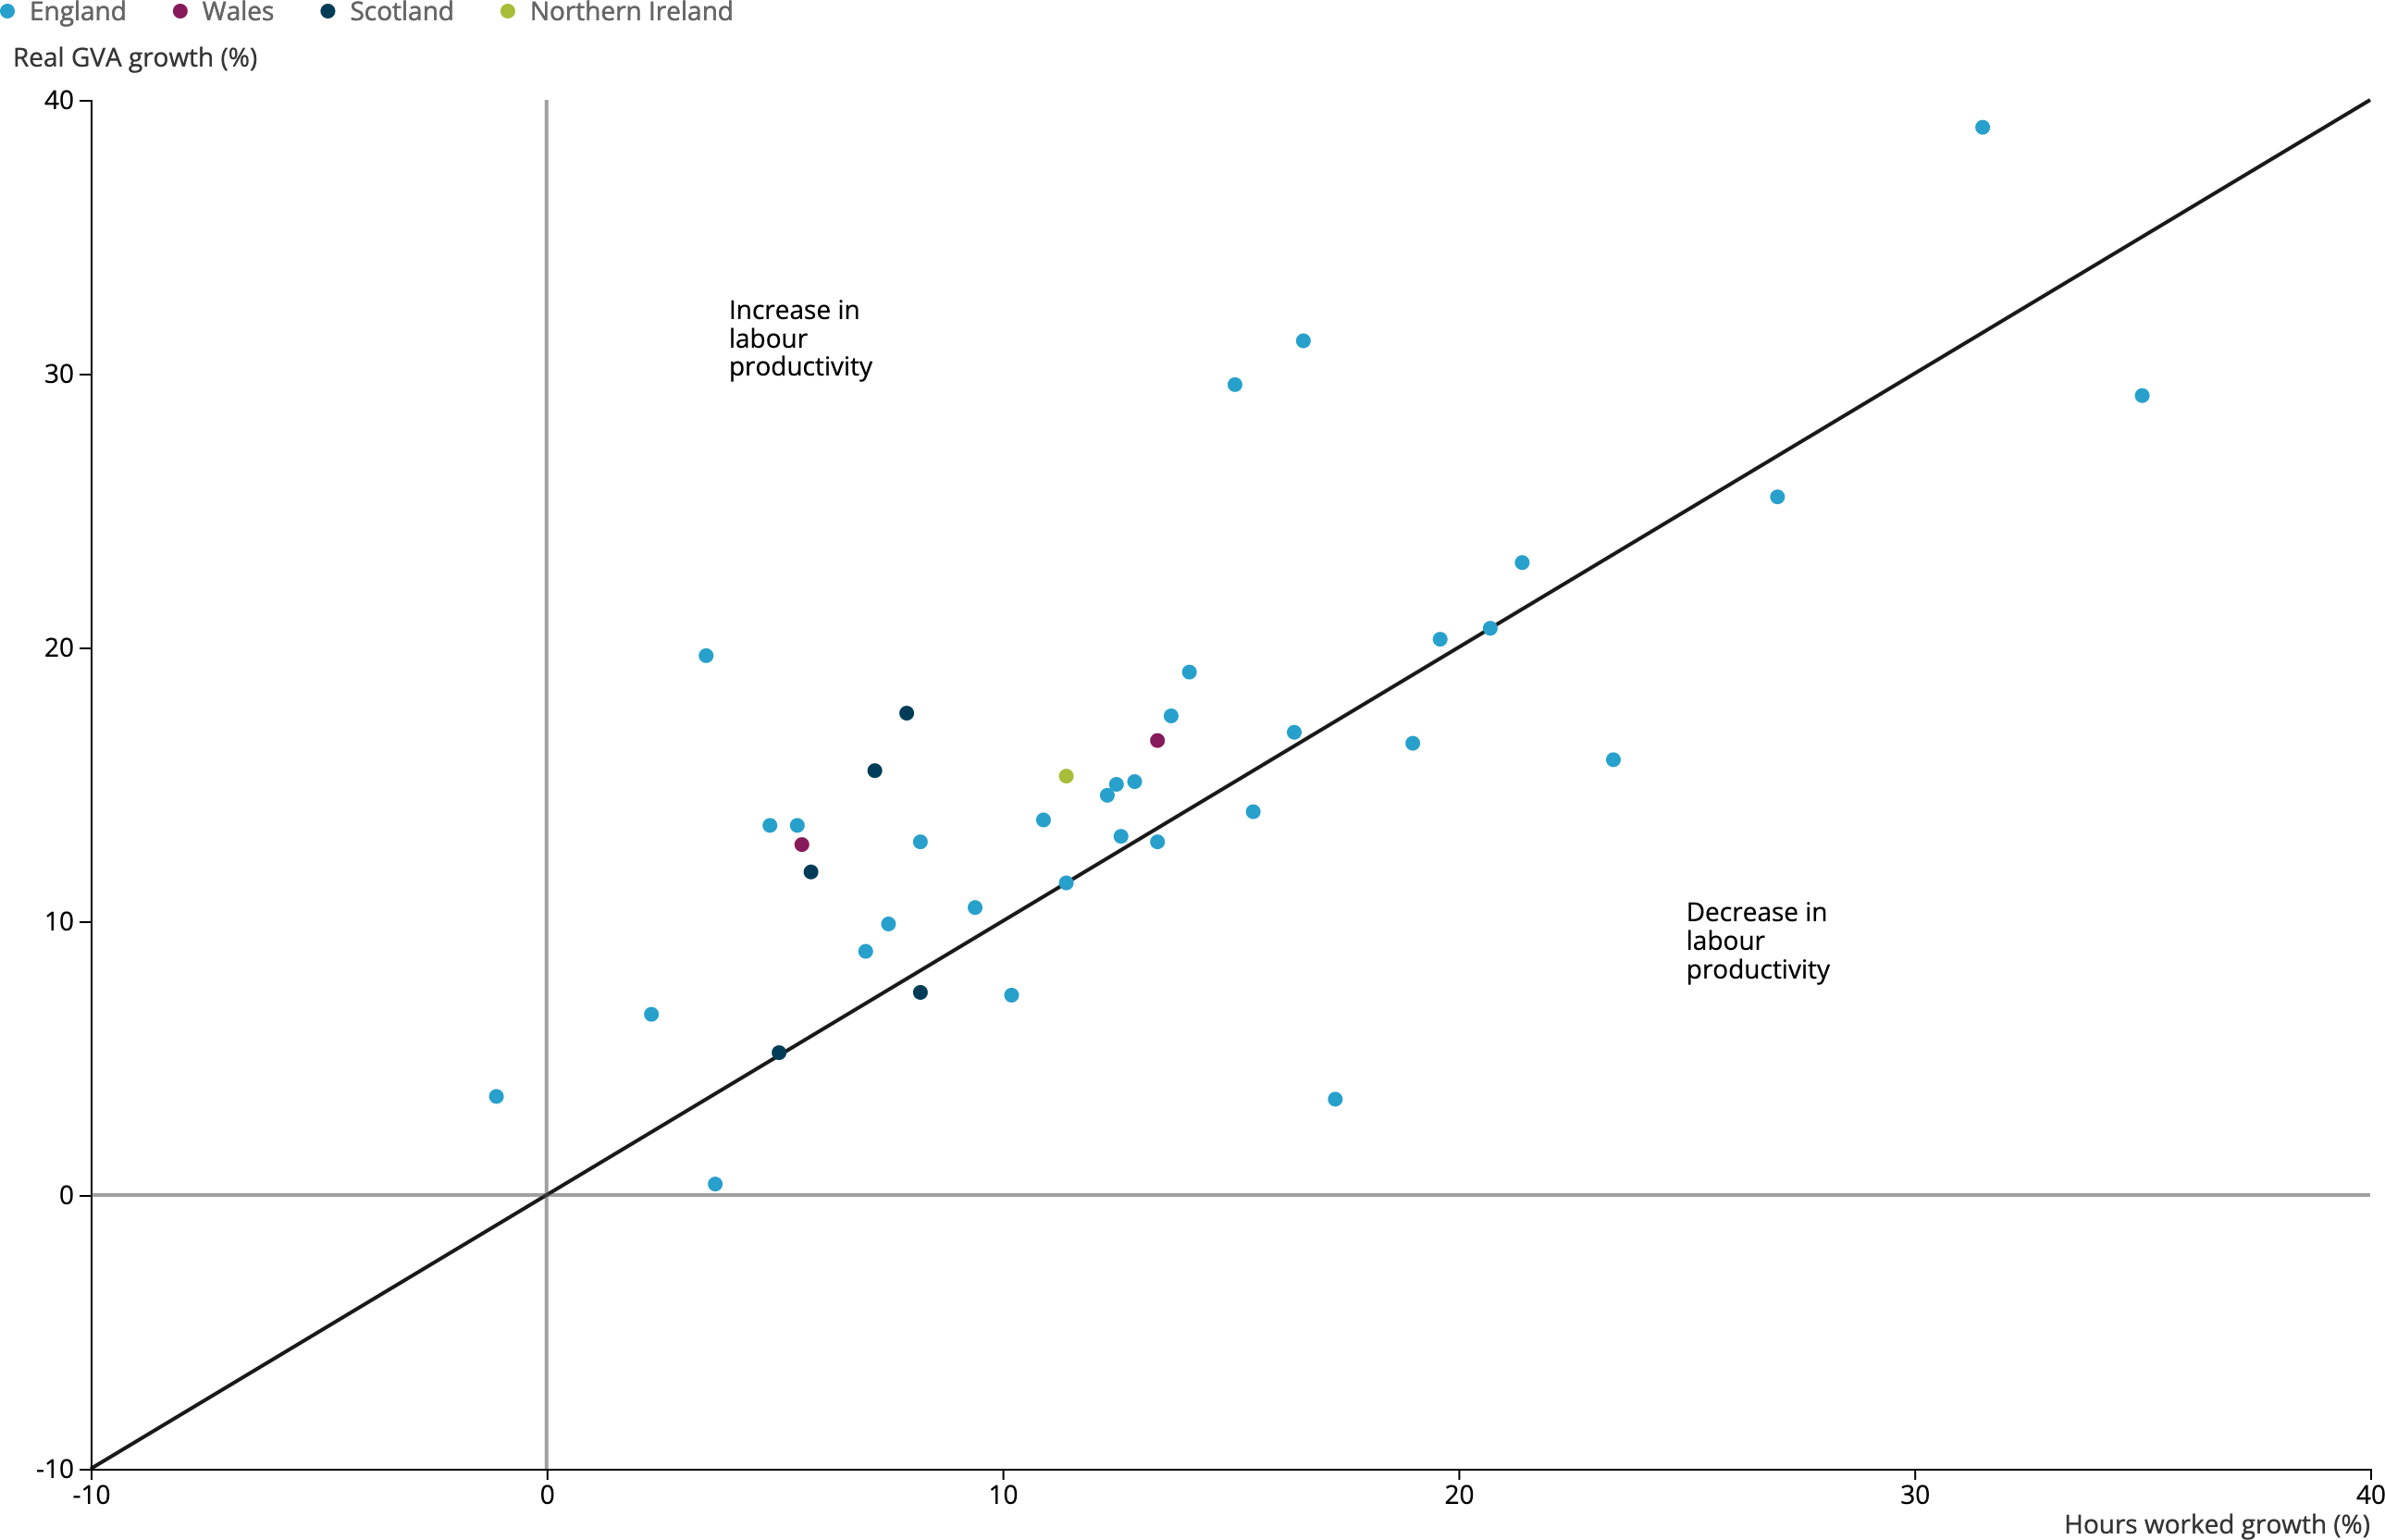 England Wales Scotland Northern Ireland
Real GVA growth (%)
40
30
20
10
0
-10
Increase in
labour
productivity
Decrease in
labour
productivity
-10 0 10 20 30 40
Hours worked growth (%)